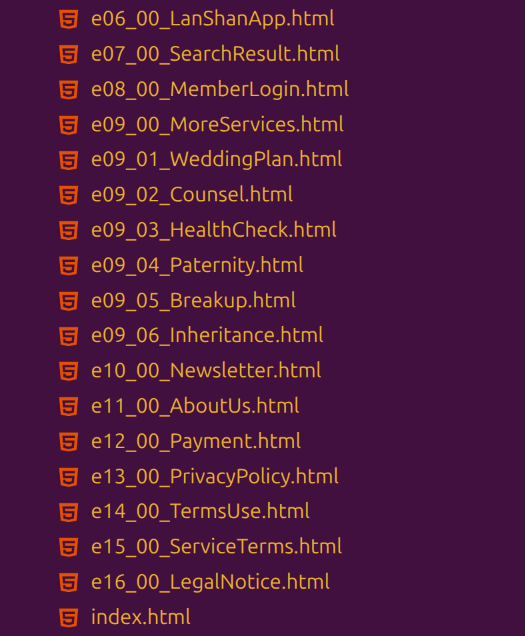 e06_00_LanShanApp.html
e07_00_SearchResult.html
e08_00_MemberLogin.html
e09_00_MoreServices.html
e09_01_WeddingPlan.html
e09_02_Counsel.html
e09_03_HealthCheck.html
e09_04_Paternity.html
e09_05_Breakup.html
e09_06_Inheritance.html
e10_00_Newsletter.html
e11_00_AboutUs.html
e12_00_Payment.html
e13_00_PrivacyPolicy.html
e14_00_TermsUse.html
e15_00_ServiceTerms.html
e16_00_LegalNotice.html
index.html